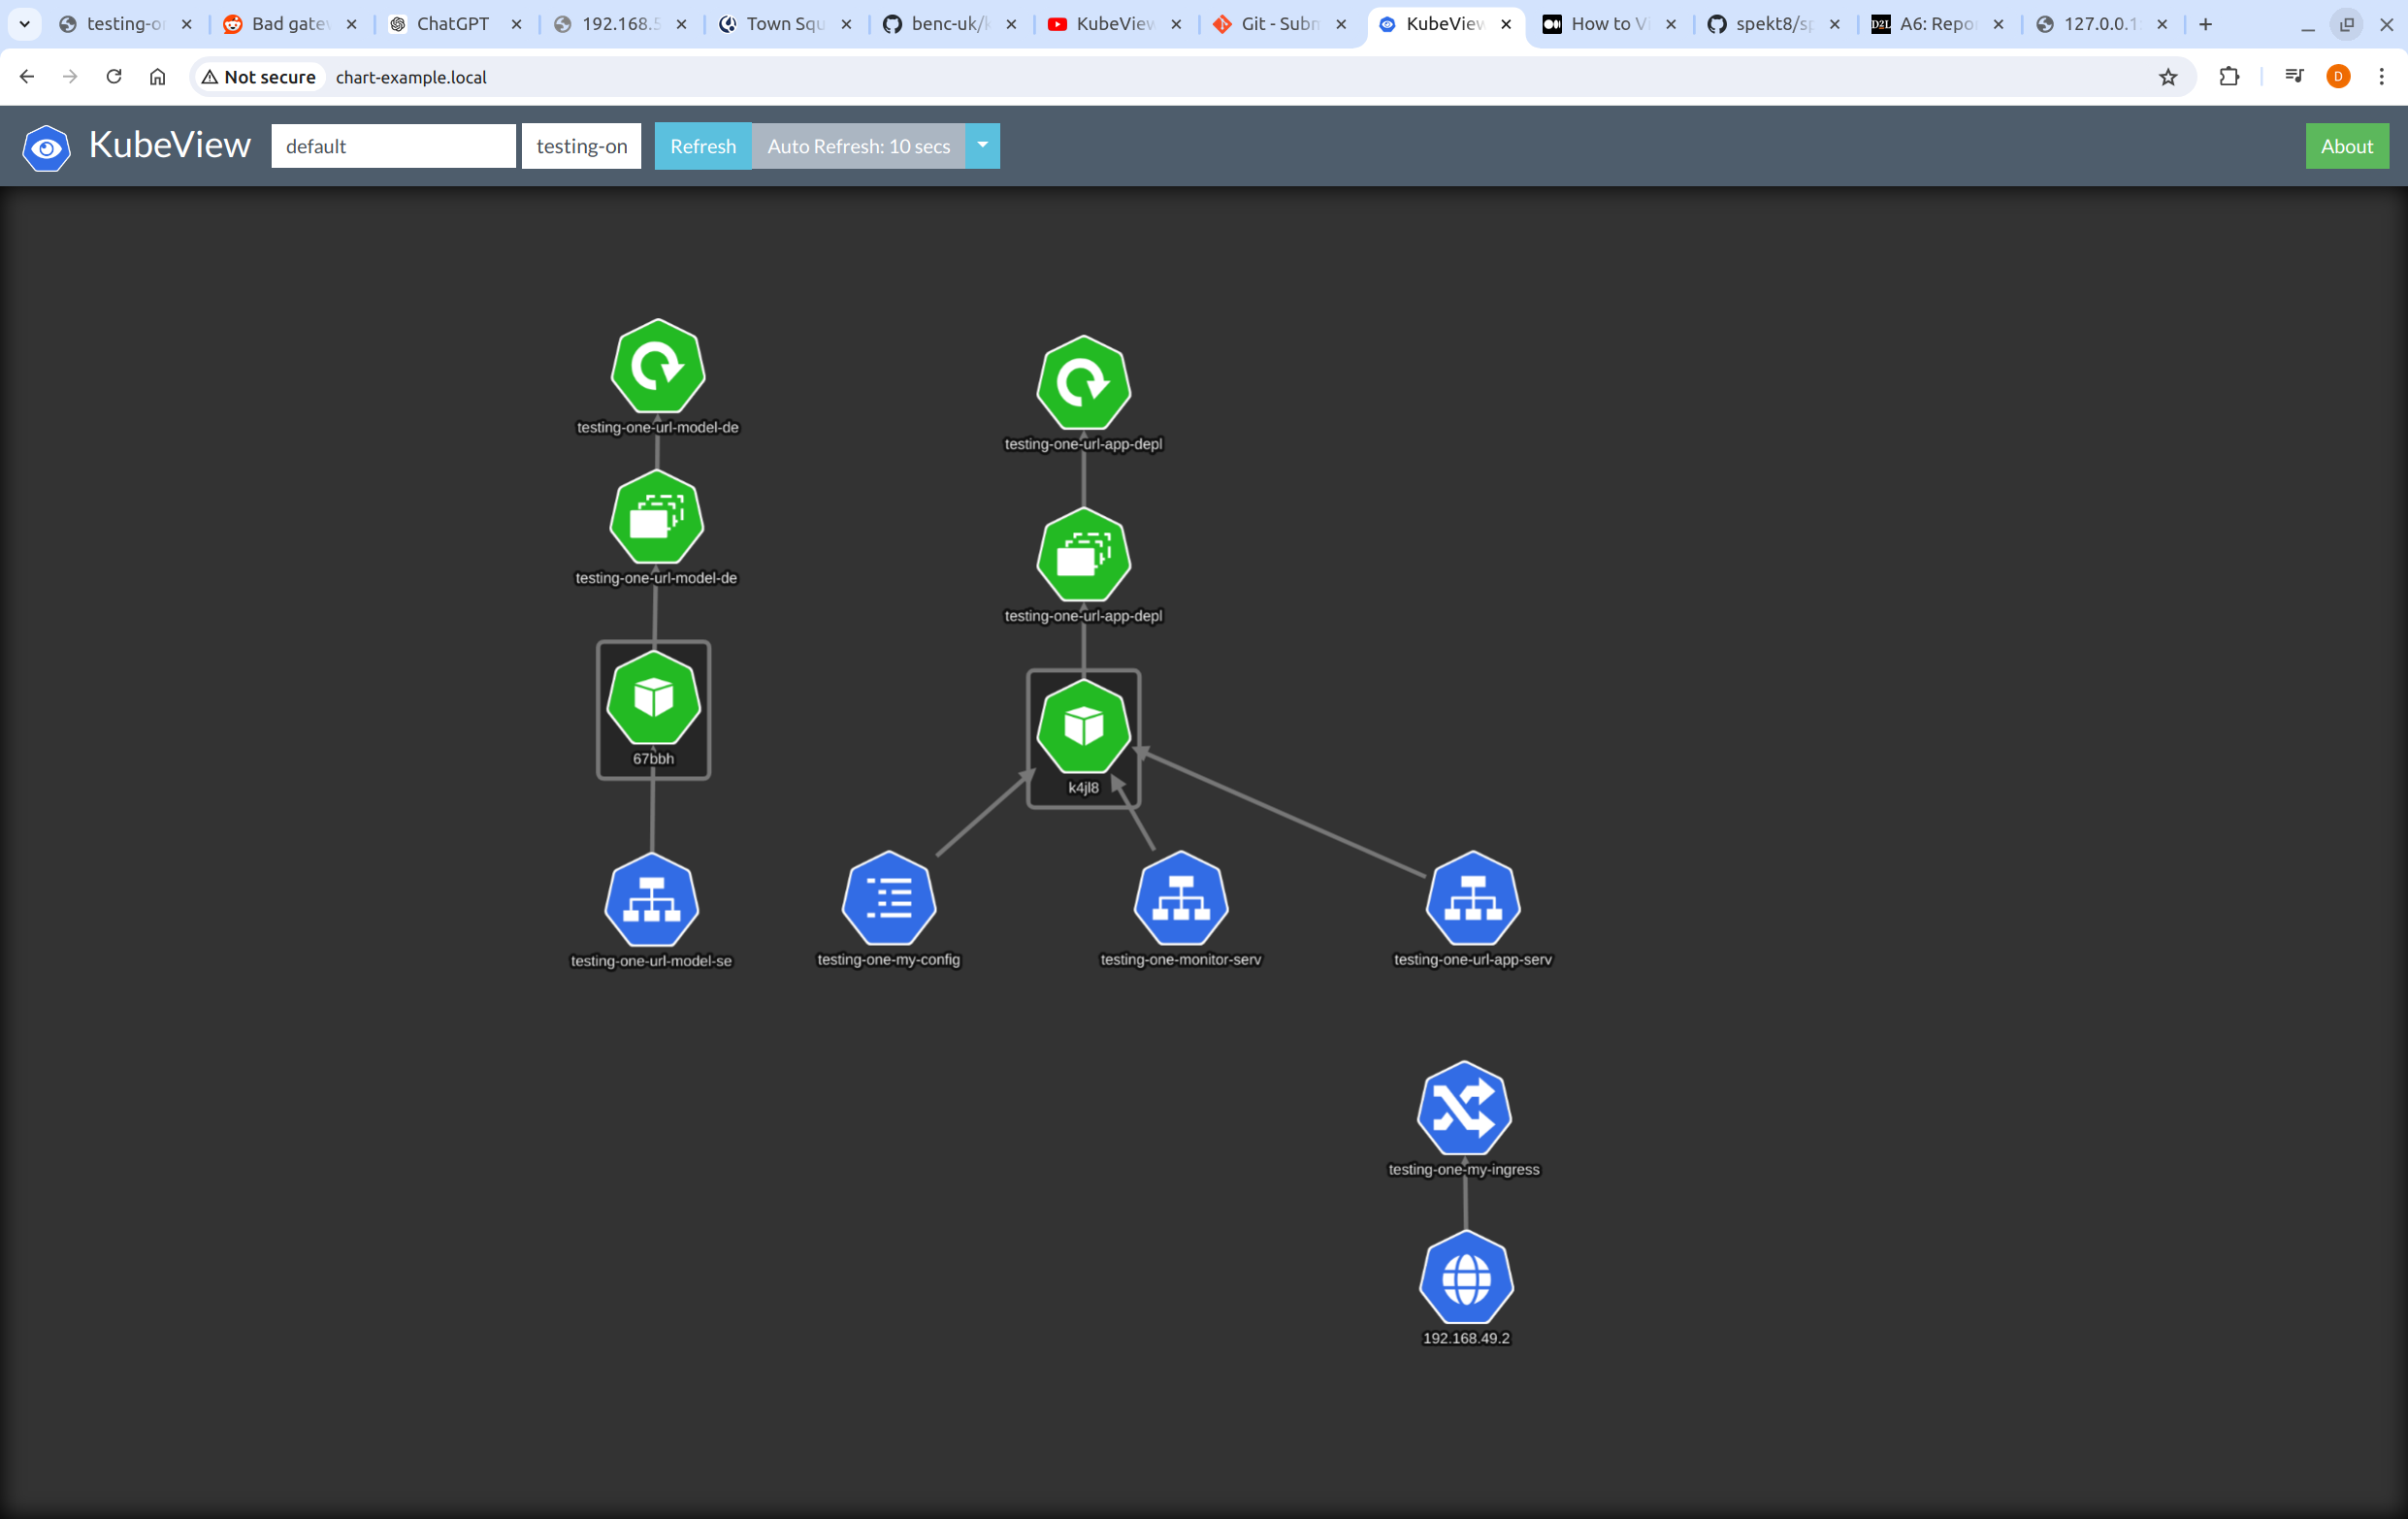 testing-o
Bad gate
ChatGPT
192.168.5
Town Squ
benc-uk/k
KubeView
Git - Subm
KubeView
How to Vi
spekt8/sp
D2L
A6: Repo
127.0.0.1
Not secure
chart-example.local
D
KubeView
default
testing-on
Refresh
Auto Refresh: 10 secs
About
testing-one-url-model-de
testing-one-url-app-depl
testing-one-url-model-de
testing-one-url-app-depl
67bbh
k4jl8
testing-one-url-model-se
testing-one-my-config
testing-one-monitor-serv
testing-one-url-app-serv
testing-one-my-ingress
192.168.49.2